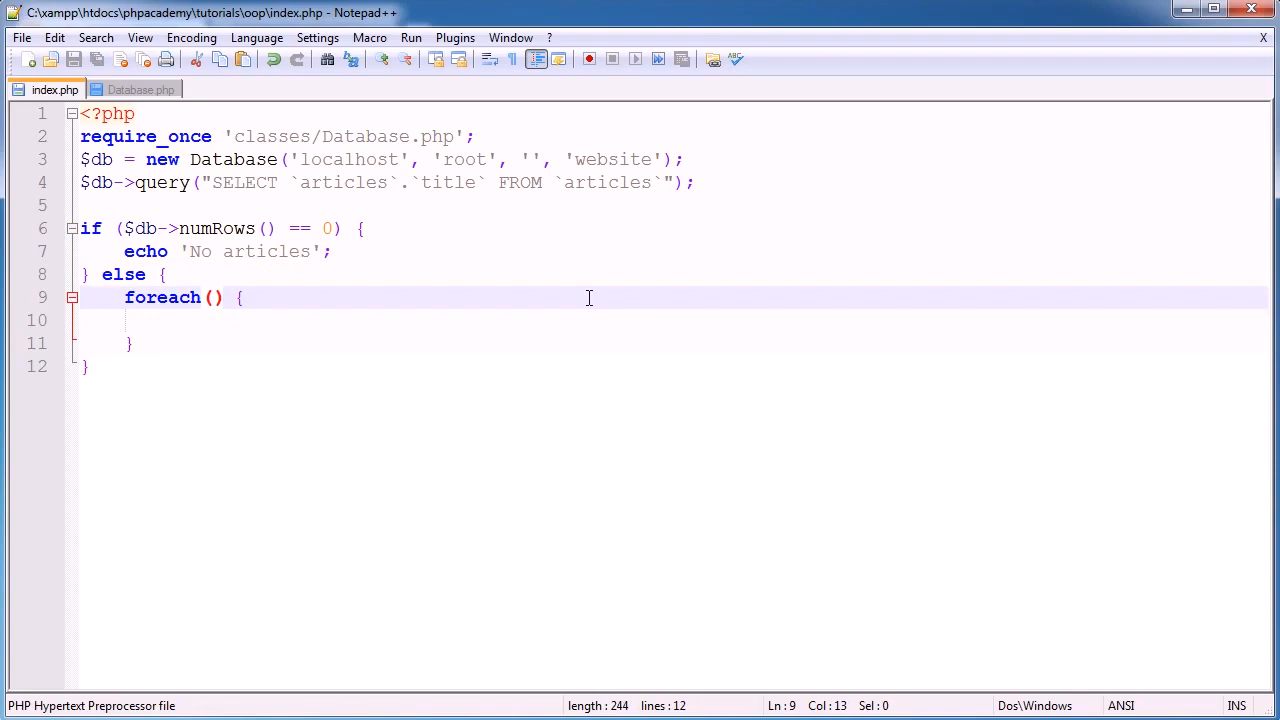 C:\xampp\htdocs\phpacademy\tutorials\oop\index.php - Notepad++
File Edit Search View Encoding Language Settings Macro Run Plugins Window ? X
index.php Database.php
1 <?php
2 require_once 'classes/Database.php';
3 $db = new Database('localhost', 'root', '', 'website');
4 $db->query("SELECT `articles`.`title` FROM `articles`");
5
6 if ($db->numRows() == 0) {
7 echo 'No articles';
8 } else {
9 foreach() {
10
11 }
12 }
PHP Hypertext Preprocessor file length : 244 lines : 12 Ln : 9 Col : 13 Sel : 0 Dos\Windows ANSI INS